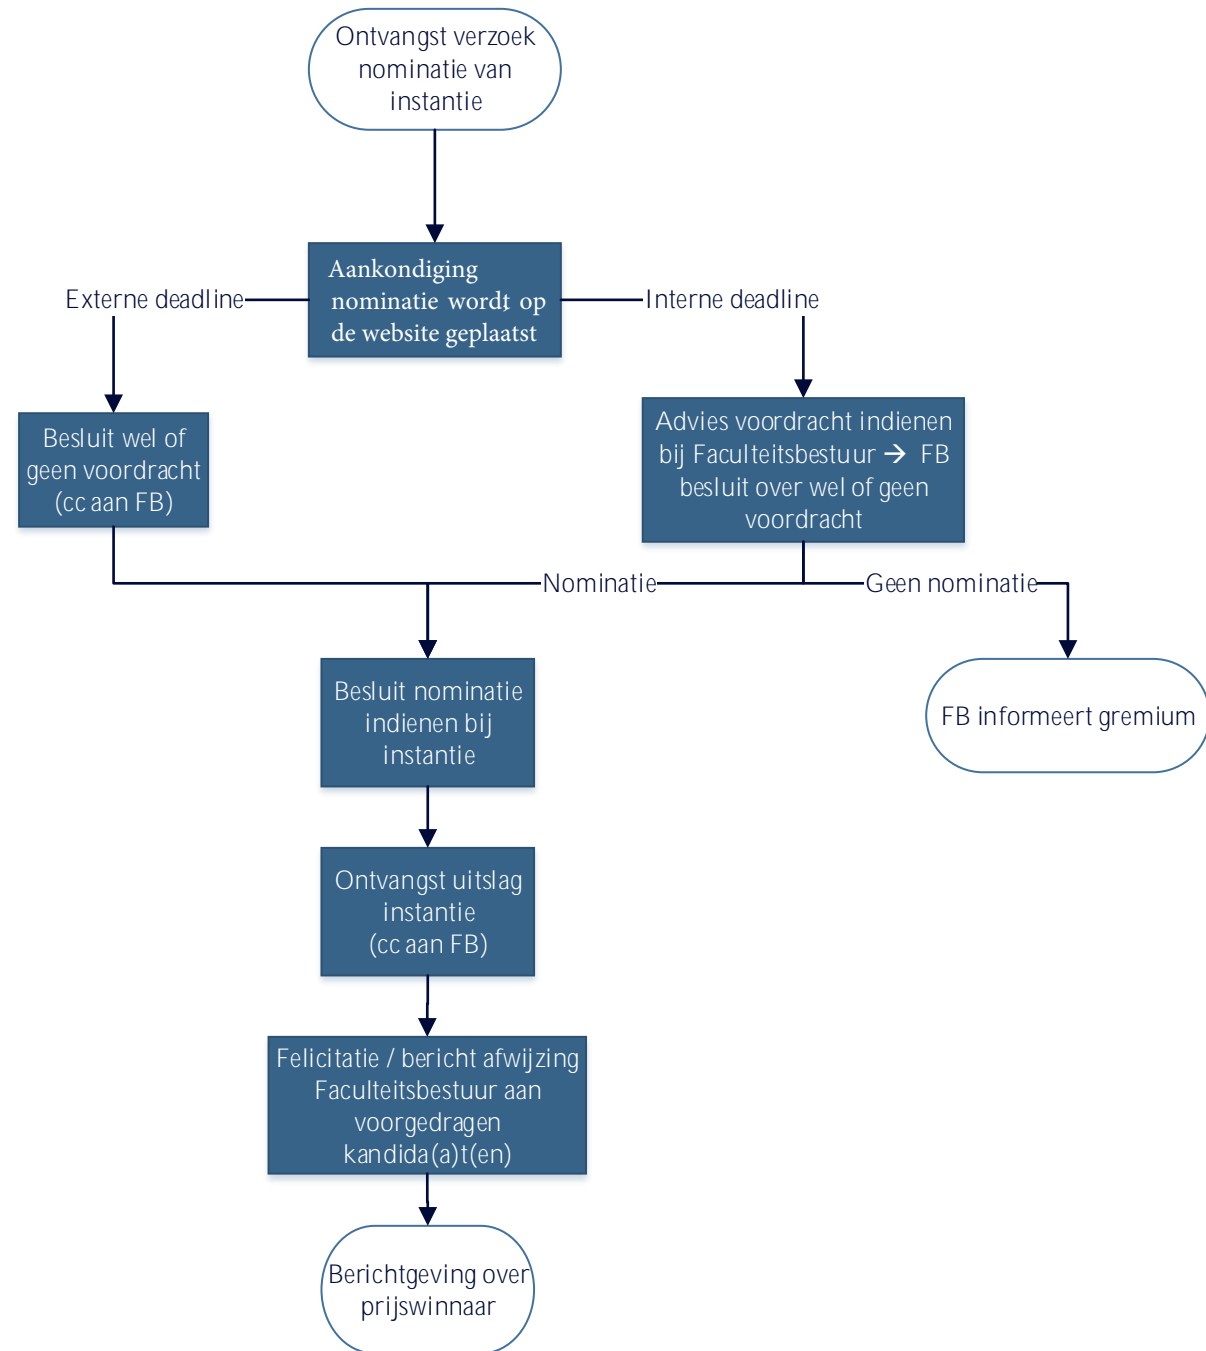 Ontvangst verzoek
nominatie van
instantie
Aankondiging
nominatie wordt op
de website geplaatst
Externe deadline
Interne deadline
Besluit wel of
geen voordracht
(cc aan FB)
Advies voordracht indienen
bij Faculteitsbestuur → FB
besluit over wel of geen
voordracht
Nominatie
Geen nominatie
Besluit nominatie
indienen bij
instantie
FB informeert gremium
Ontvangst uitslag
instantie
(cc aan FB)
Felicitatie / bericht afwijzing
Faculteitsbestuur aan
voorgedragen
kandida(a)t(en)
Berichtgeving over
prijswinnaar